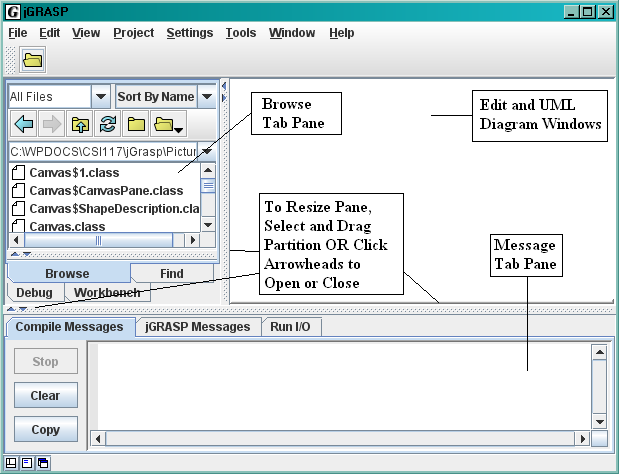 jGRASP
File Edit View Project Settings Tools Window Help
All Files Sort By Name
C:\WPDOCS\CSI117\jGrasp\Pictur
Canvas$1.class
Canvas$CanvasPane.class
Canvas$ShapeDescription.cla
Canvas.class
Browse Find
Debug Workbench
Browse
Tab Pane
Edit and UML
Diagram Windows
To Resize Pane,
Select and Drag
Partition OR Click
Arrowheads to
Open or Close
Message
Tab Pane
Compile Messages jGRASP Messages Run I/O
Stop
Clear
Copy